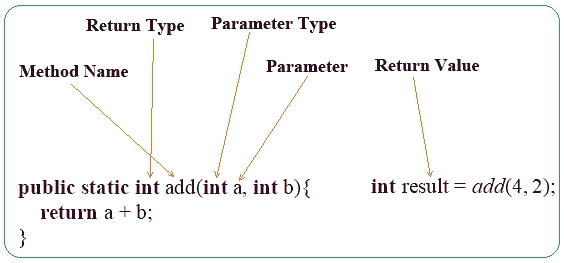 Return Type Parameter Type
Method Name Parameter Return Value
public static int add(int a, int b){ int result = add(4, 2);
return a + b;
}